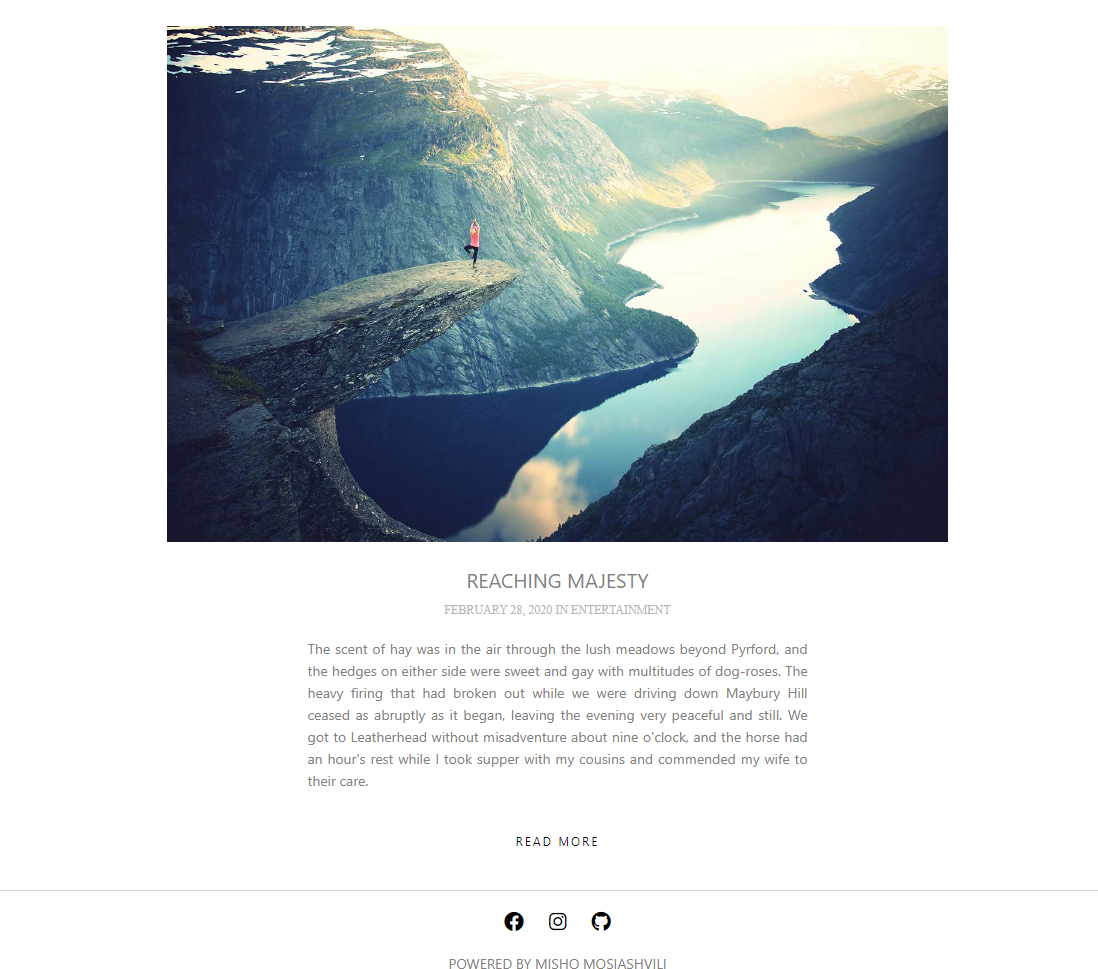 REACHING MAJESTY
FEBRUARY 28, 2020 IN ENTERTAINMENT
The scent of hay was in the air through the lush meadows beyond Pyrford, and
the hedges on either side were sweet and gay with multitudes of dog-roses. The
heavy firing that had broken out while we were driving down Maybury Hill
ceased as abruptly as it began, leaving the evening very peaceful and still. We
got to Leatherhead without misadventure about nine o'clock, and the horse had
an hour's rest while I took supper with my cousins and commended my wife to
their care.
READ MORE
POWERED BY MISHO MOSIASHVILI